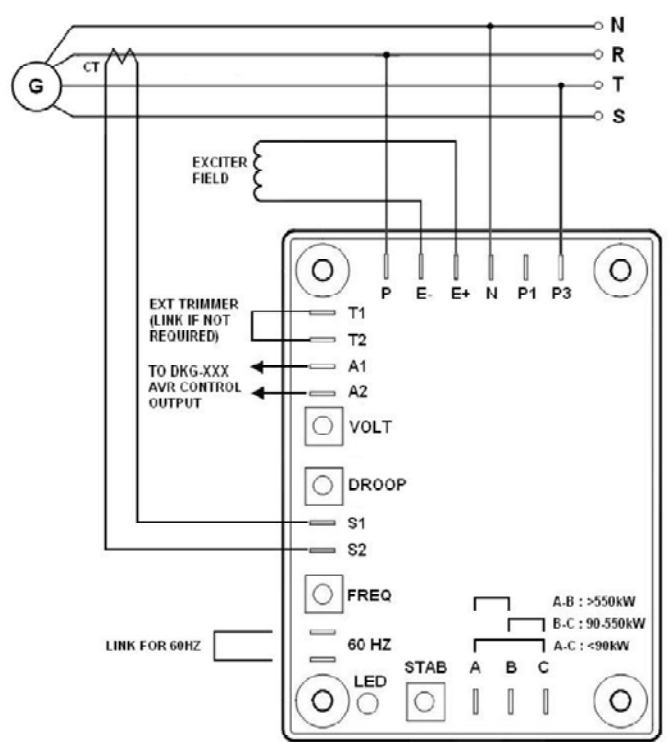 N
R
CT
G
T
S
EXCITER
FIELD
P E- E+ N P1 P3
EXT TRIMMER
(LINK IF NOT
REQUIRED)
T1
T2
TO DKG-XXX
AVR CONTROL
OUTPUT
A1
A2
VOLT
DROOP
S1
S2
FREQ
LINK FOR 60HZ
60 HZ
A-B : >550kW
B-C : 90-550kW
A-C : <90kW
LED
STAB
A B C